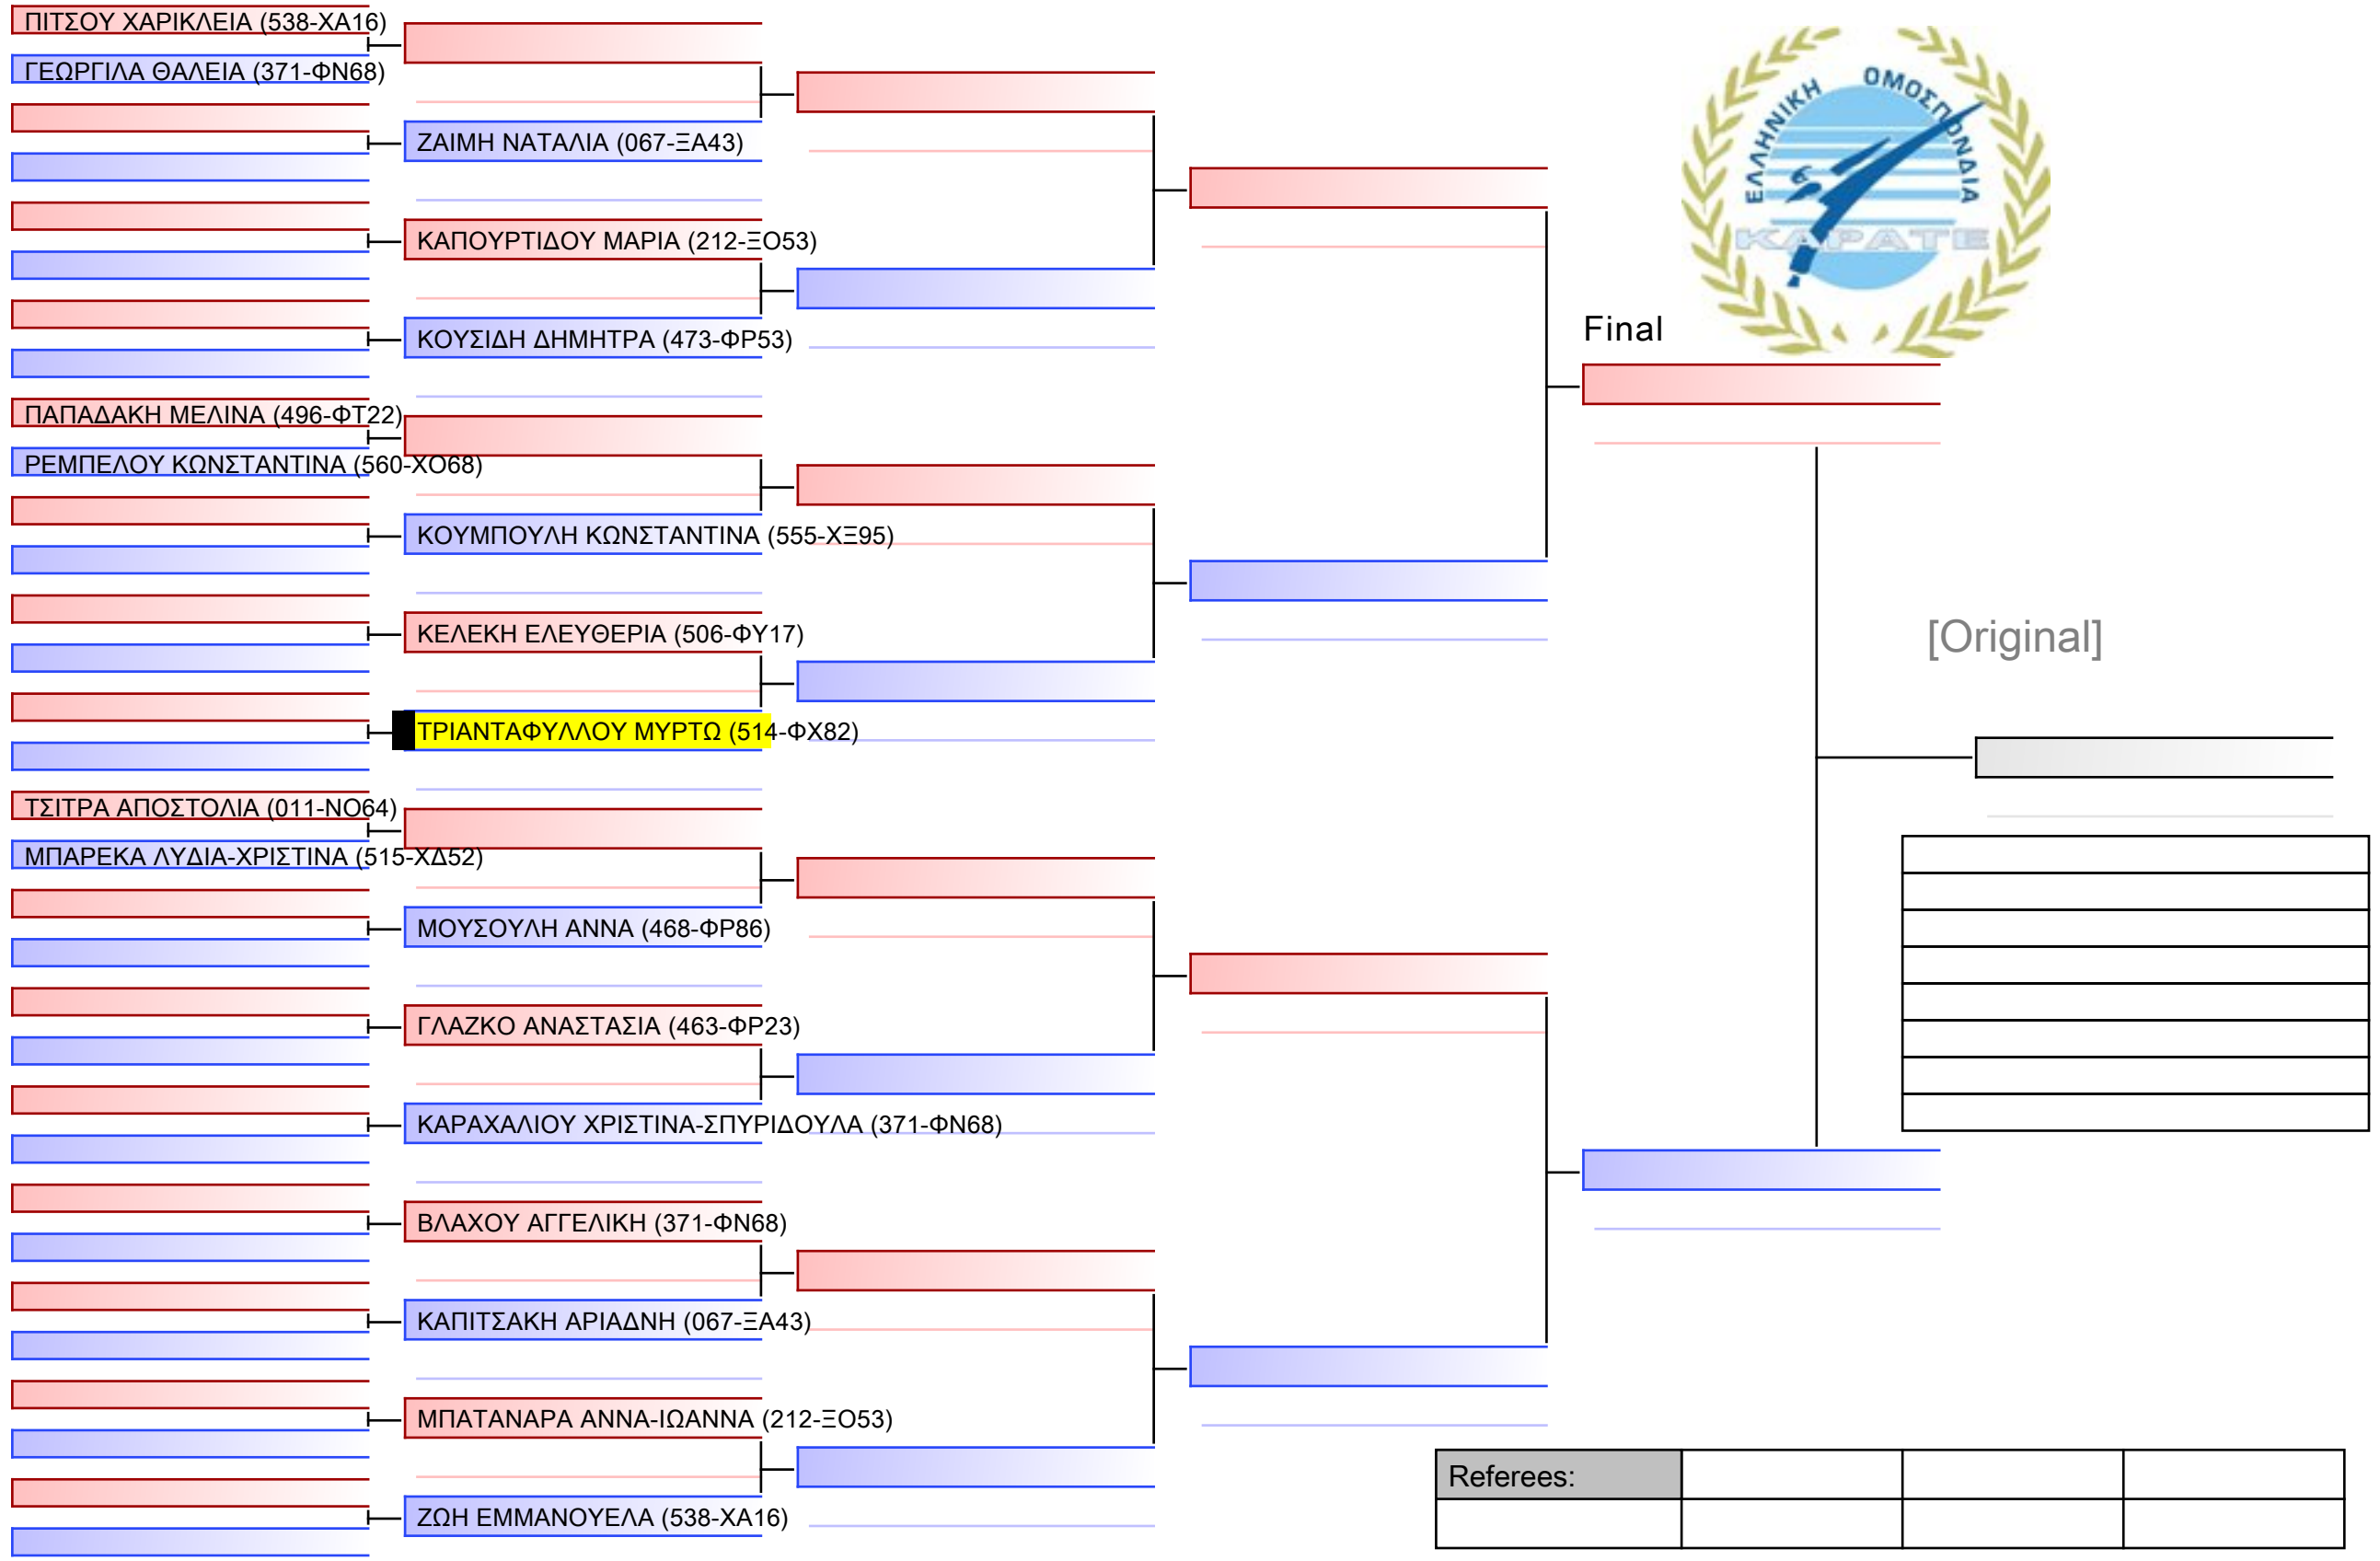 ΠΙΤΣΟΥ ΧΑΡΙΚΛΕΙΑ (538-ΧΑ16)
ΓΕΩΡΓΙΛΑ ΘΑΛΕΙΑ (371-ΦΝ68)
ΖΑΙΜΗ ΝΑΤΑΛΙΑ (067-ΞΑ43)
ΚΑΠΟΥΡΤΙΔΟΥ ΜΑΡΙΑ (212-ΞΟ53)
ΚΟΥΣΙΔΗ ΔΗΜΗΤΡΑ (473-ΦΡ53)
ΠΑΠΑΔΑΚΗ ΜΕΛΙΝΑ (496-ΦΤ22)
ΡΕΜΠΕΛΟΥ ΚΩΝΣΤΑΝΤΙΝΑ (560-ΧΟ68)
ΚΟΥΜΠΟΥΛΗ ΚΩΝΣΤΑΝΤΙΝΑ (555-ΧΞ95)
ΚΕΛΕΚΗ ΕΛΕΥΘΕΡΙΑ (506-ΦΥ17)
ΤΡΙΑΝΤΑΦΥΛΛΟΥ ΜΥΡΤΩ (514-ΦΧ82)
ΤΣΙΤΡΑ ΑΠΟΣΤΟΛΙΑ (011-ΝΟ64)
ΜΠΑΡΕΚΑ ΛΥΔΙΑ-ΧΡΙΣΤΙΝΑ (515-ΧΔ52)
ΜΟΥΣΟΥΛΗ ΑΝΝΑ (468-ΦΡ86)
ΓΛΑΖΚΟ ΑΝΑΣΤΑΣΙΑ (463-ΦΡ23)
ΚΑΡΑΧΑΛΙΟΥ ΧΡΙΣΤΙΝΑ-ΣΠΥΡΙΔΟΥΛΑ (371-ΦΝ68)
ΒΛΑΧΟΥ ΑΓΓΕΛΙΚΗ (371-ΦΝ68)
ΚΑΠΙΤΣΑΚΗ ΑΡΙΑΔΝΗ (067-ΞΑ43)
ΜΠΑΤΑΝΑΡΑ ΑΝΝΑ-ΙΩΑΝΝΑ (212-ΞΟ53)
ΖΩΗ ΕΜΜΑΝΟΥΕΛΑ (538-ΧΑ16)
ΕΛΛΗΝΙΚΗ ΟΜΟΣΠΟΝΔΙΑ
ΚΑΡΑΤΕ
Final
[Original]
Referees: